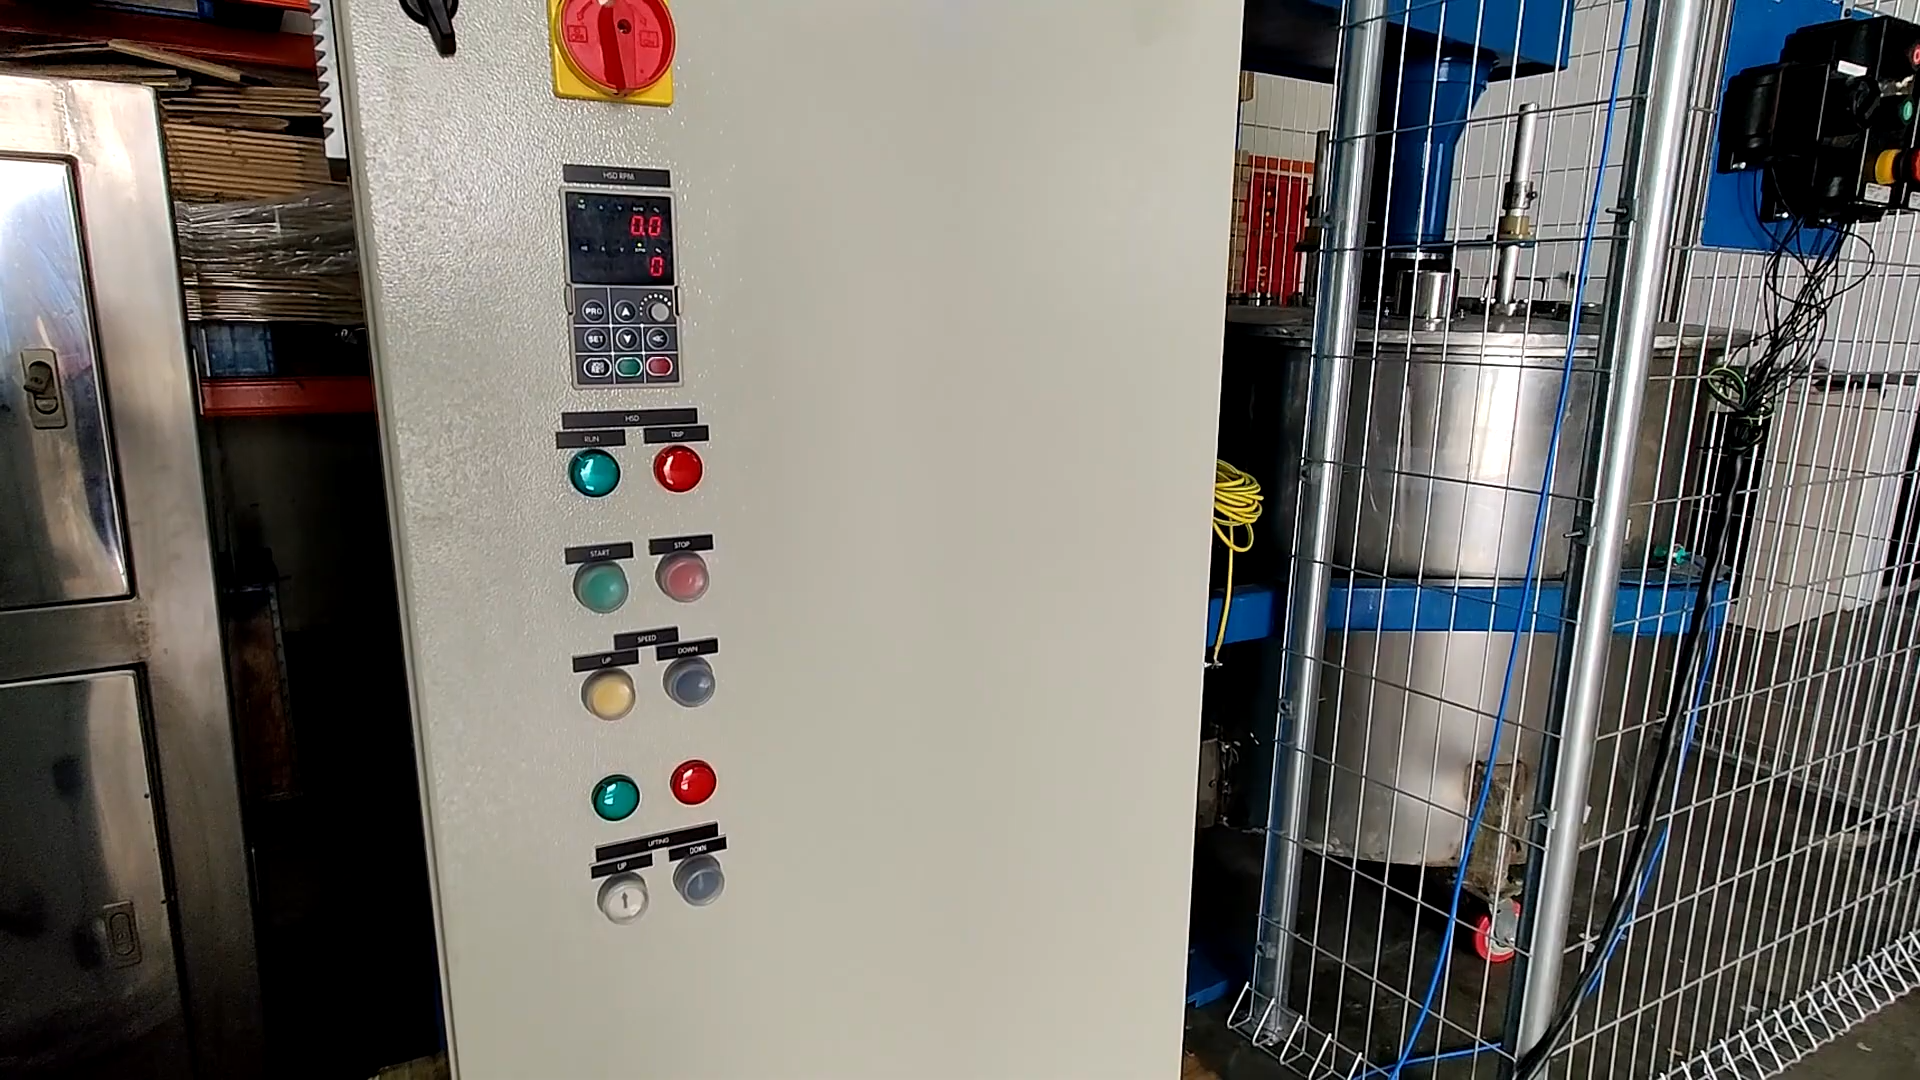 HSD RPM
0.0
0
PRG
SET
HSD
RUN
TRIP
START
STOP
SPEED
UP
DOWN
LIFTING
UP
DOWN